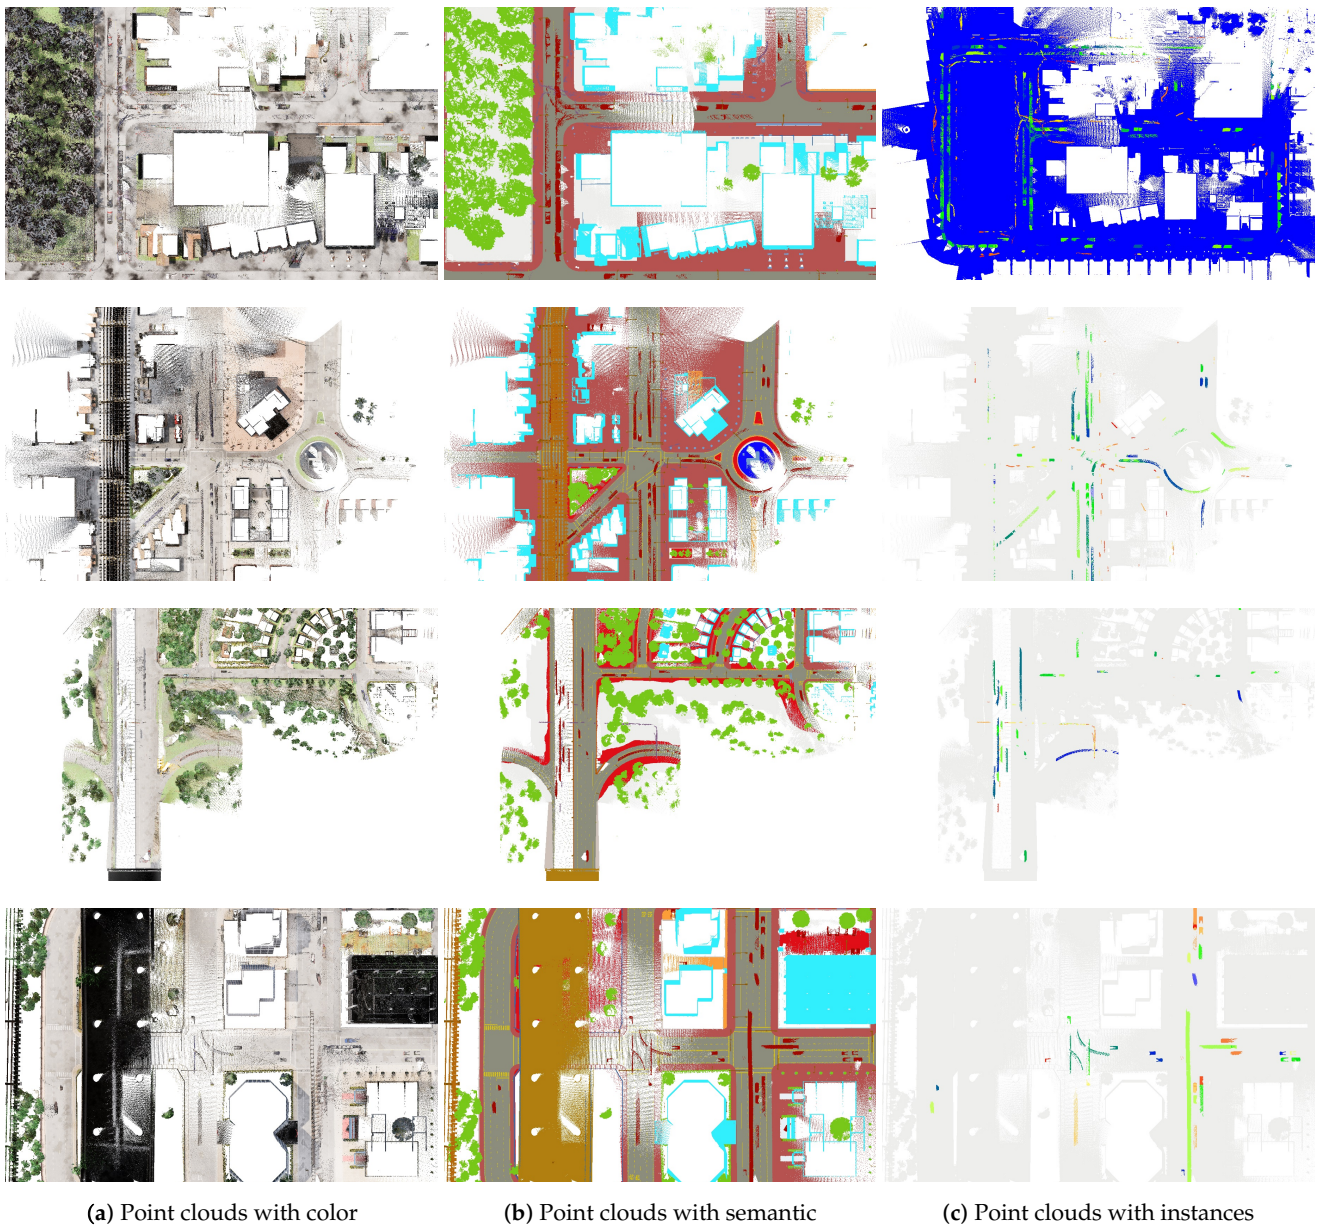 (a) Point clouds with color
(b) Point clouds with semantic
(c) Point clouds with instances